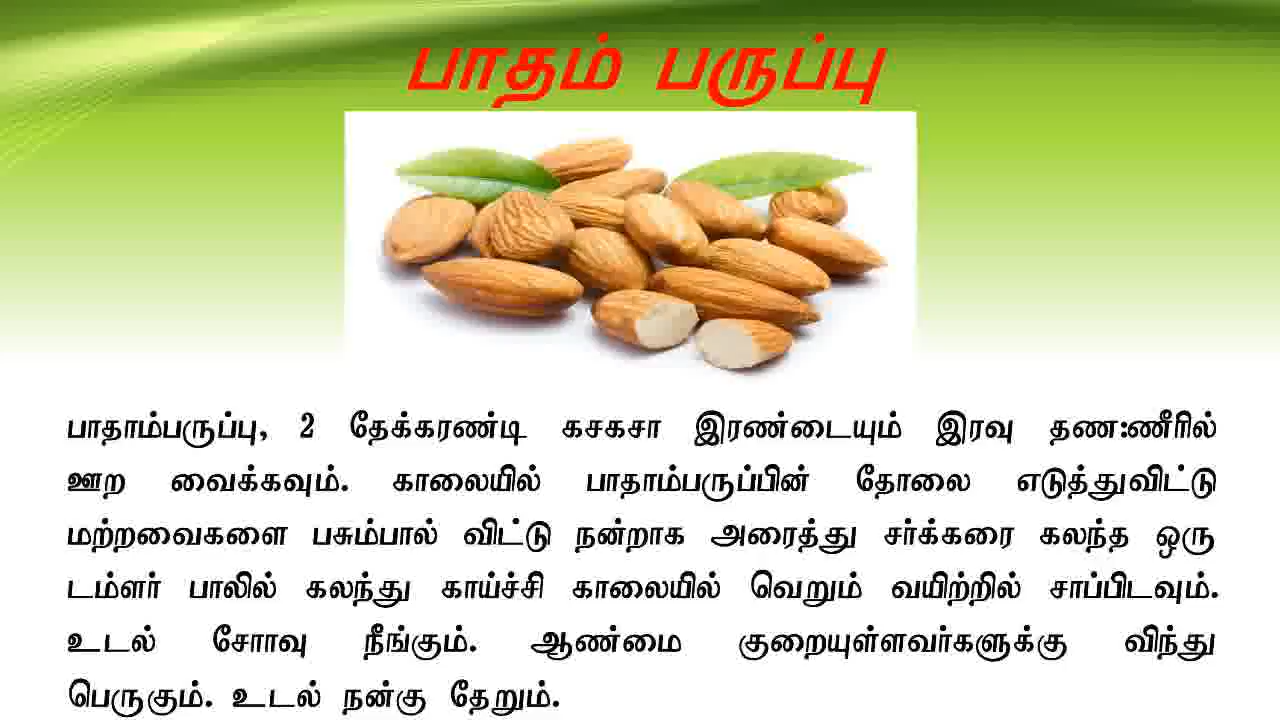 பாதம் பருப்பு
பாதாம்பருப்பு, 2 தேக்கரண்டி கசகசா இரண்டையும் இரவு தண:ணீரில்
ஊற வைக்கவும். காலையில் பாதாம்பருப்பின் தோலை எடுத்துவிட்டு
மற்றவைகளை பசும்பால் விட்டு நன்றாக அரைத்து சர்க்கரை கலந்த ஒரு
டம்ளர் பாலில் கலந்து காய்ச்சி காலையில் வெறும் வயிற்றில் சாப்பிடவும்.
உடல் சோாவு நீங்கும். ஆண்மை குறையுள்ளவர்களுக்கு விந்து
பெருகும். உடல் நன்கு தேறும்.